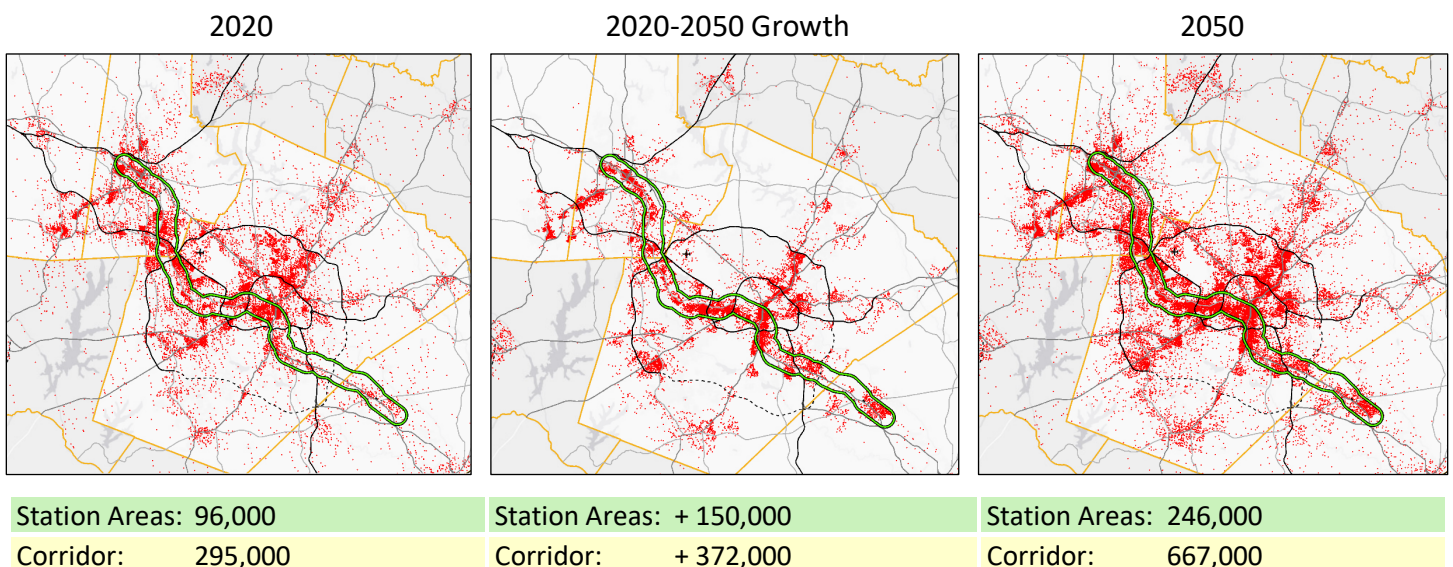 2020 2020-2050 Growth 2050
Station Areas: 96,000 Station Areas: + 150,000 Station Areas: 246,000
Corridor: 295,000 Corridor: + 372,000 Corridor: 667,000